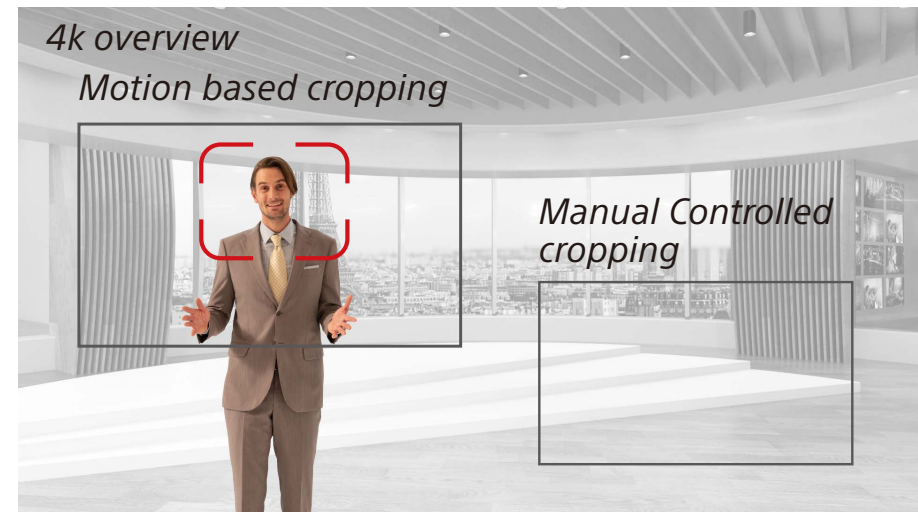 4k overview
Motion based cropping
Manual Controlled
cropping